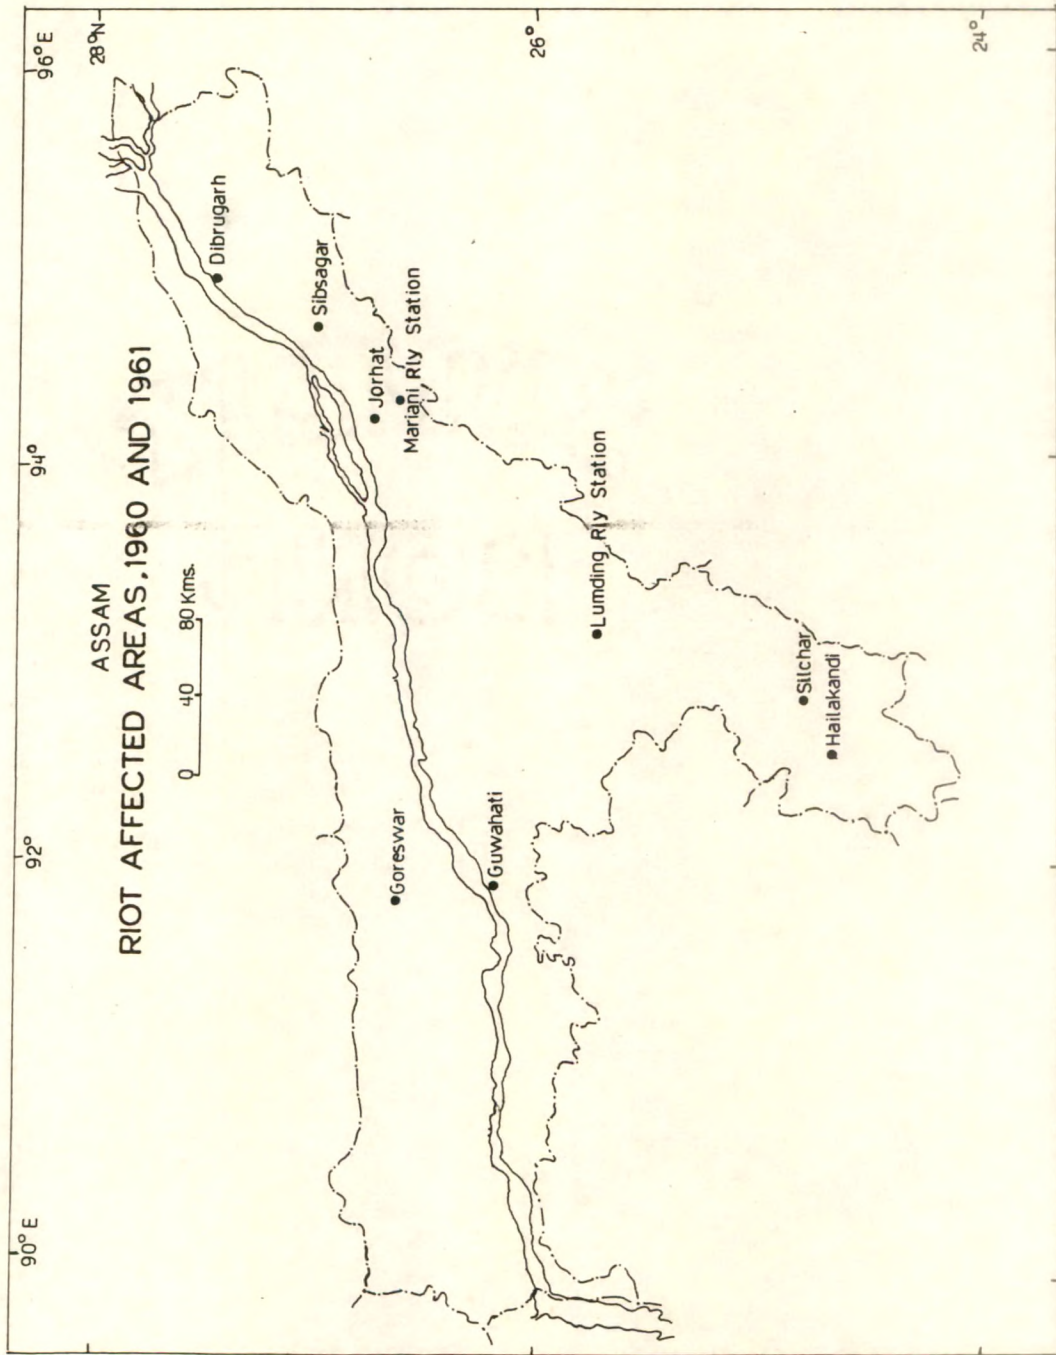 ASSAM
RIOT AFFECTED AREAS, 1960 AND 1961
0 40 80 Kms.
90° E
92°
94°
96° E
28° N
26°
24°
Dibrugarh
Sibsagar
Jorhat
Mariani Rly Station
Lumding Rly Station
Goreswar
Guwahati
Silchar
Hailakandi